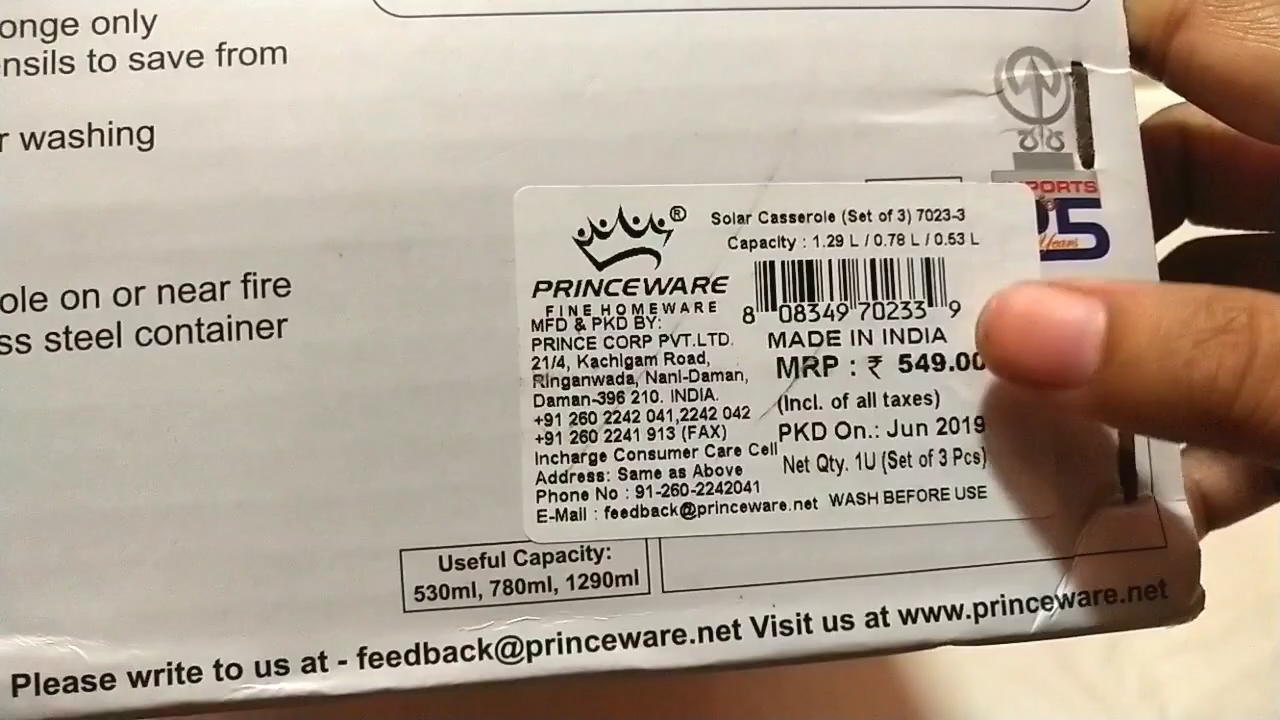 onge only
ensils to save from
r washing
ole on or near fire
ss steel container
PORTS
25
Years
®
PRINCEWARE
FINE HOMEWARE
MFD & PKD BY:
PRINCE CORP PVT.LTD.
21/4, Kachigam Road,
Ringanwada, Nani-Daman,
Daman-396 210. INDIA.
+91 260 2242 041,2242 042
+91 260 2241 913 (FAX)
Incharge Consumer Care Cell
Address: Same as Above
Phone No : 91-260-2242041
E-Mail : feedback@princeware.net
Solar Casserole (Set of 3) 7023-3
Capacity : 1.29 L / 0.78 L / 0.53 L
8 08349 70233 9
MADE IN INDIA
MRP : ₹ 549.00
(Incl. of all taxes)
PKD On.: Jun 2019
Net Qty. 1U (Set of 3 Pcs)
WASH BEFORE USE
Useful Capacity:
530ml, 780ml, 1290ml
Please write to us at - feedback@princeware.net Visit us at www.princeware.net